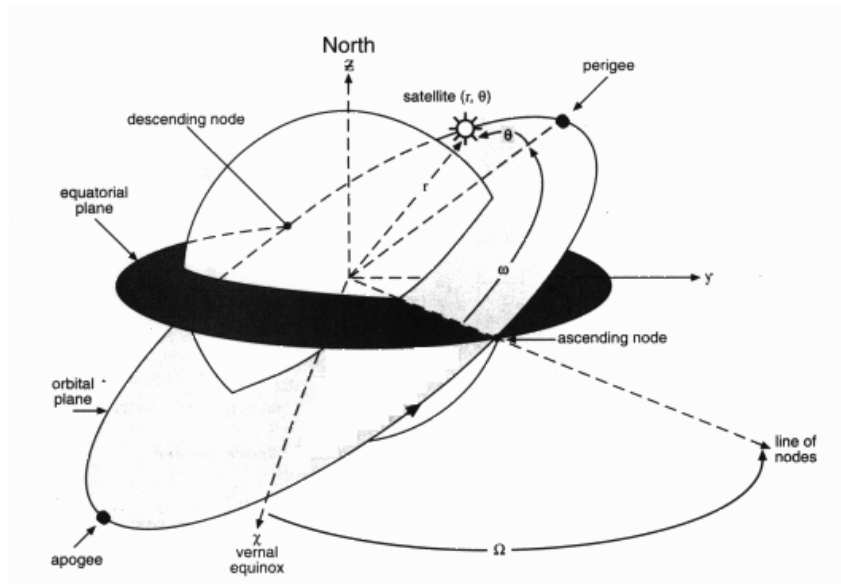 North
z
perigee
satellite (r, θ)
descending node
θ
r
equatorial
plane
ω
y
ascending node
orbital
plane
line of
nodes
χ
vernal
equinox
Ω
apogee